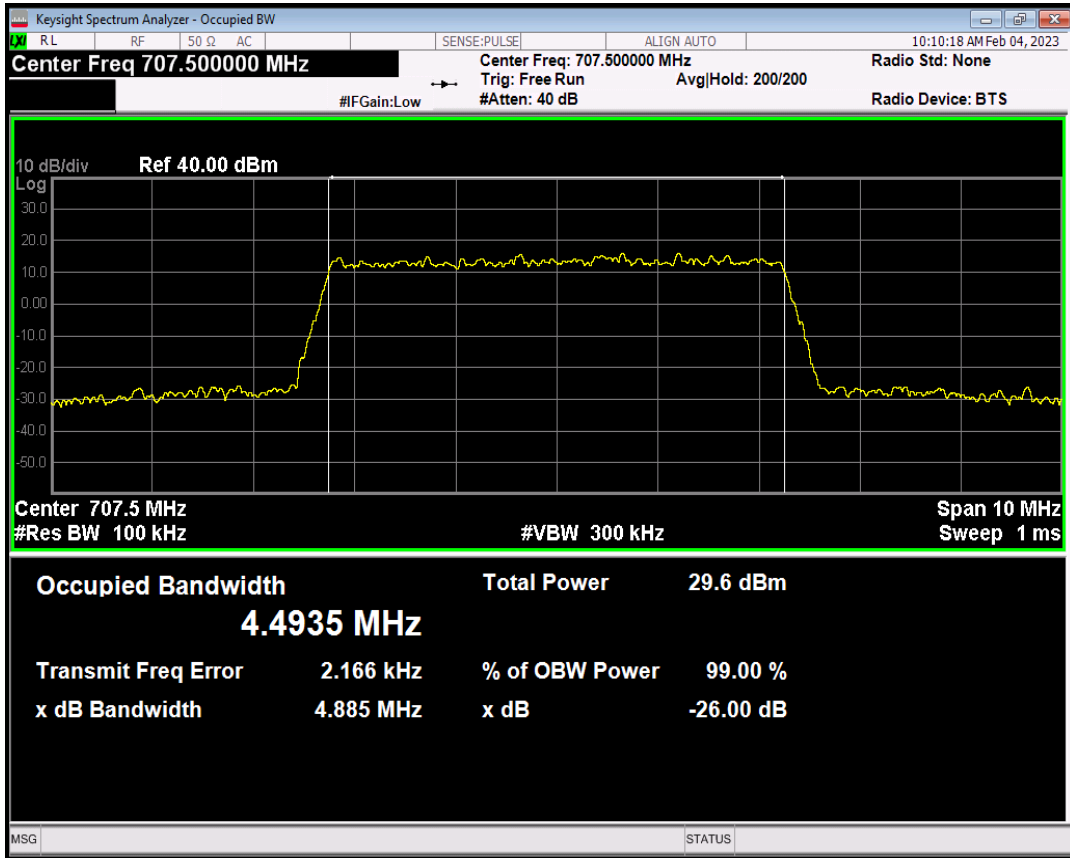 Keysight Spectrum Analyzer - Occupied BW
LXI RL RF 50 Ω AC SENSE:PULSE ALIGN AUTO 10:10:18 AM Feb 04, 2023
Center Freq 707.500000 MHz Center Freq: 707.500000 MHz Radio Std: None
Trig: Free Run Avg|Hold: 200/200
#IFGain:Low #Atten: 40 dB Radio Device: BTS
10 dB/div Ref 40.00 dBm
Log
30.0
20.0
10.0
0.00
-10.0
-20.0
-30.0
-40.0
-50.0
Center 707.5 MHz Span 10 MHz
#Res BW 100 kHz #VBW 300 kHz Sweep 1 ms
Occupied Bandwidth Total Power 29.6 dBm
4.4935 MHz
Transmit Freq Error 2.166 kHz % of OBW Power 99.00 %
x dB Bandwidth 4.885 MHz x dB -26.00 dB
MSG STATUS